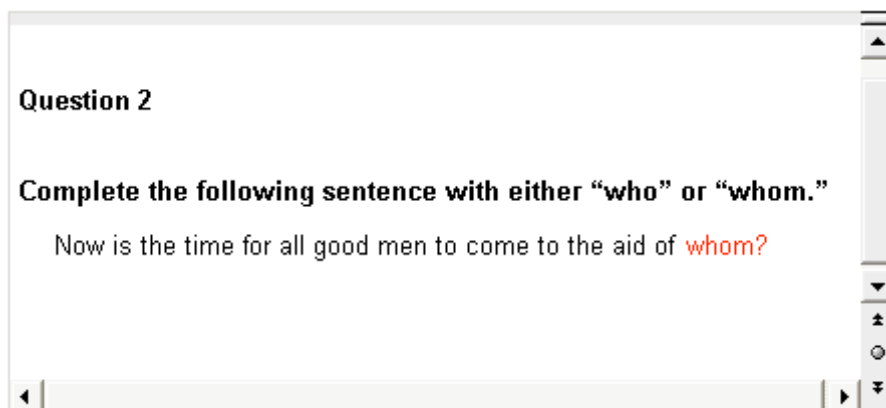 Question 2
Complete the following sentence with either “who” or “whom.”
Now is the time for all good men to come to the aid of whom?